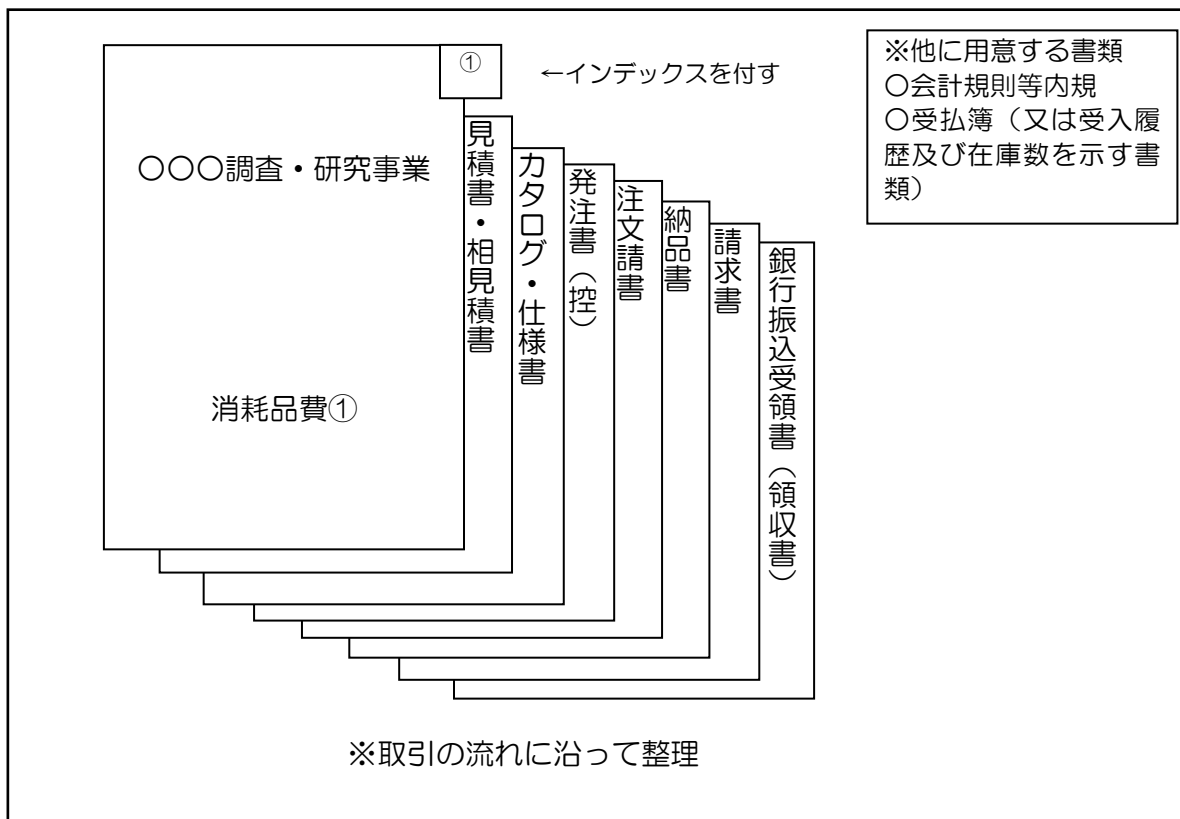 ①
←インデックスを付す
〇〇〇調査・研究事業
消耗品費①
見積書・相見積書
カタログ・仕様書
発注書（控）
注文請書
納品書
請求書
銀行振込受領書（領収書）
※取引の流れに沿って整理
※他に用意する書類
〇会計規則等内規
〇受払簿（又は受入履
歴及び在庫数を示す書
類）